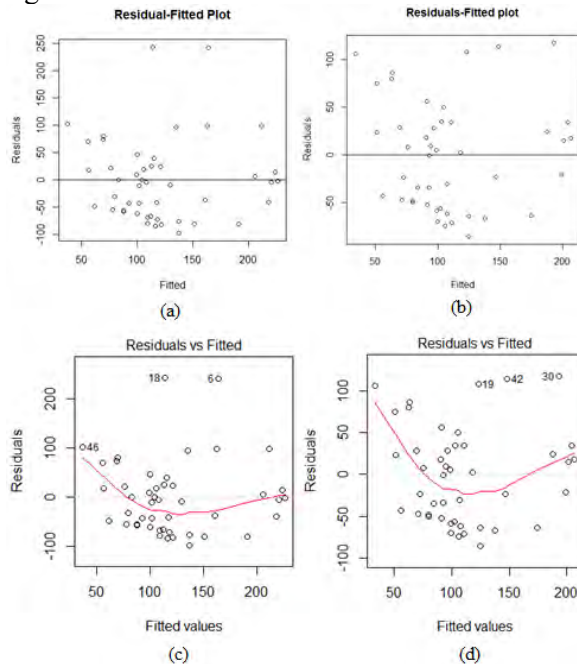 Residual-Fitted Plot
250
200
150
100
50
0
-50
-100
Residuals
50
100
150
200
Fitted
(a)
Residuals-Fitted plot
100
50
0
-50
Residuals
50
100
150
200
Fitted
(b)
Residuals vs Fitted
200
100
0
-100
Residuals
18
6
46
50
100
150
200
Fitted values
(c)
Residuals vs Fitted
100
50
0
-50
-100
Residuals
19
42
30
50
100
150
200
Fitted values
(d)